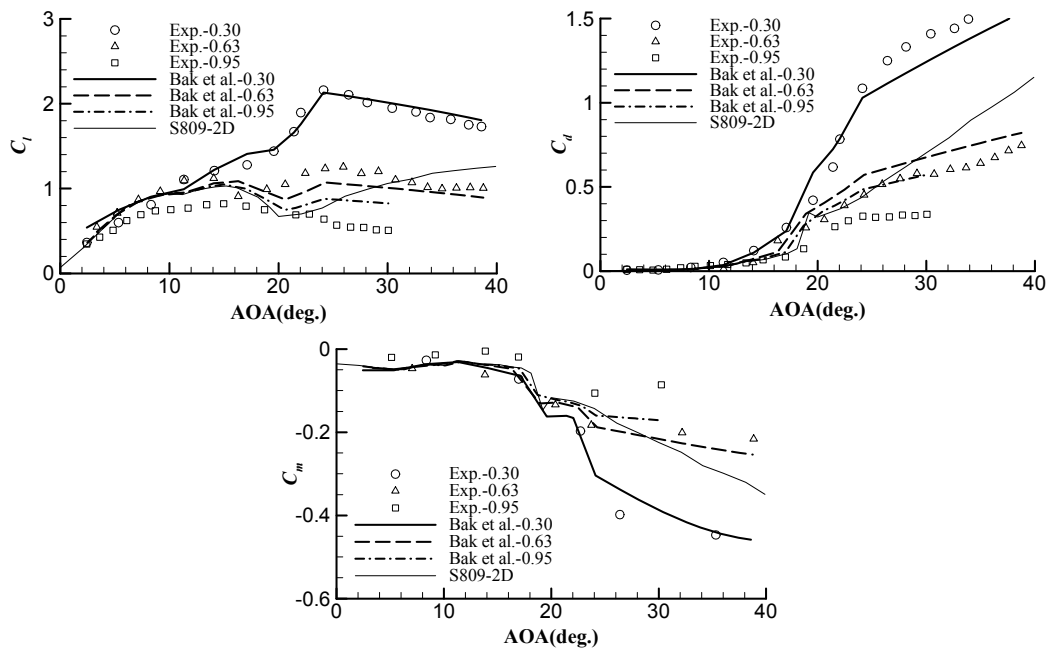 3
2
1
0
C_l
Exp.-0.30
Exp.-0.63
Exp.-0.95
Bak et al.-0.30
Bak et al.-0.63
Bak et al.-0.95
S809-2D
0 10 20 30 40
AOA(deg.)
1.5
1
0.5
0
C_d
Exp.-0.30
Exp.-0.63
Exp.-0.95
Bak et al.-0.30
Bak et al.-0.63
Bak et al.-0.95
S809-2D
0 10 20 30 40
AOA(deg.)
0
-0.2
-0.4
-0.6
C_m
Exp.-0.30
Exp.-0.63
Exp.-0.95
Bak et al.-0.30
Bak et al.-0.63
Bak et al.-0.95
S809-2D
0 10 20 30 40
AOA(deg.)